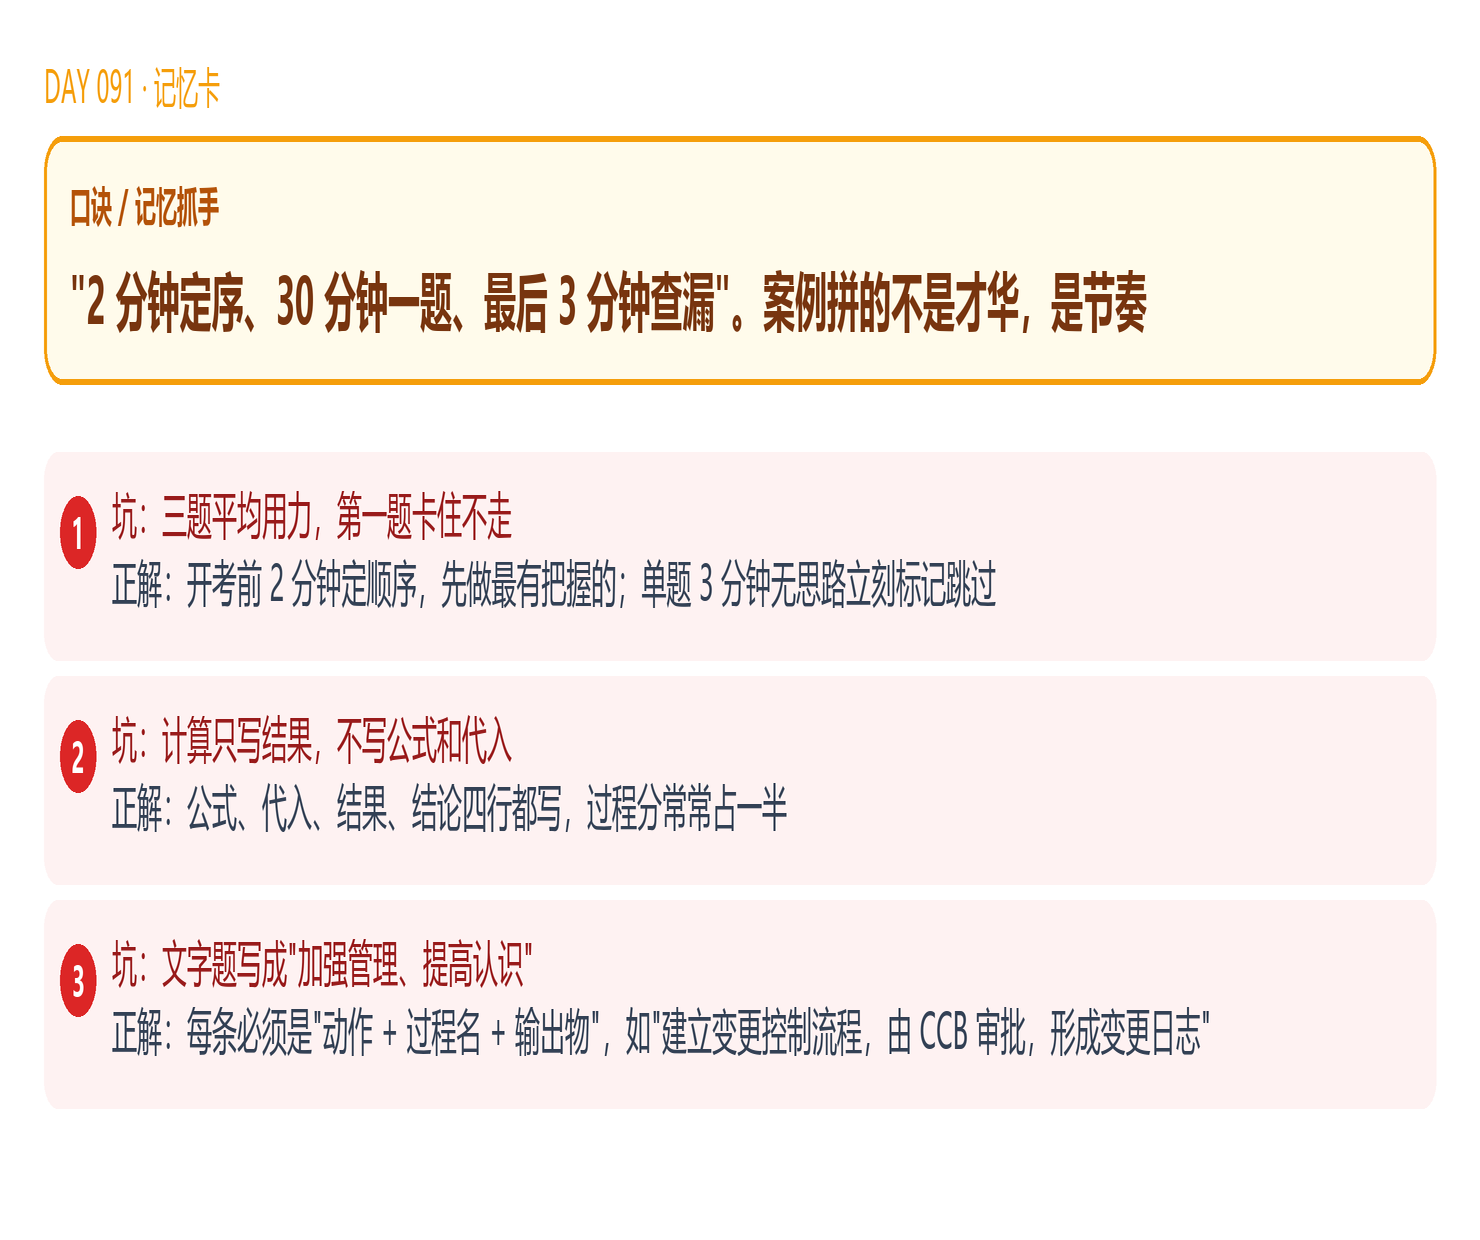 DAY 091 · 记忆卡
口诀 / 记忆抓手
"2 分钟定序、30 分钟一题、最后 3 分钟查漏"。案例拼的不是才华，是节奏
1
坑：三题平均用力，第一题卡住不走
正解：开考前 2 分钟定顺序，先做最有把握的；单题 3 分钟无思路立刻标记跳过
2
坑：计算只写结果，不写公式和代入
正解：公式、代入、结果、结论四行都写，过程分常常占一半
3
坑：文字题写成"加强管理、提高认识"
正解：每条必须是"动作 + 过程名 + 输出物"，如"建立变更控制流程，由 CCB 审批，形成变更日志"